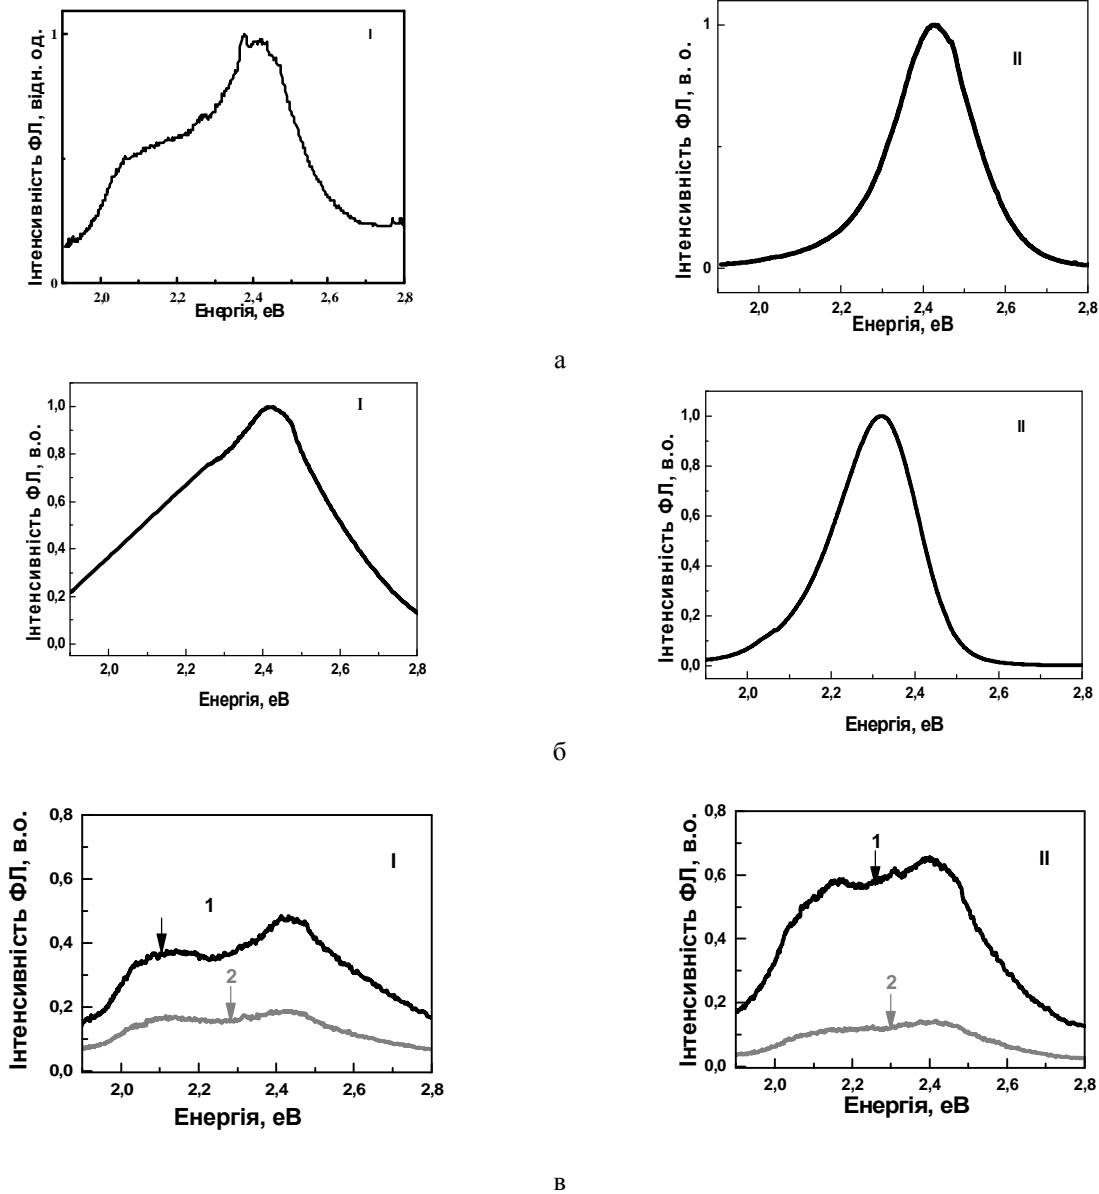 Інтенсивність ФЛ, відн. од.
1
0
I
2,0 2,2 2,4 2,6 2,8
Енергія, еВ
Інтенсивність ФЛ, в. о.
1
0
II
2,0 2,2 2,4 2,6 2,8
Енергія, еВ
а
Інтенсивність ФЛ, в.о.
1,0
0,8
0,6
0,4
0,2
0,0
I
2,0 2,2 2,4 2,6 2,8
Енергія, еВ
Інтенсивність ФЛ, в.о.
1,0
0,8
0,6
0,4
0,2
0,0
II
2,0 2,2 2,4 2,6 2,8
Енергія, еВ
б
Інтенсивність ФЛ, в.о.
0,8
0,6
0,4
0,2
0,0
I
1
2
2,0 2,2 2,4 2,6 2,8
Енергія, еВ
Інтенсивність ФЛ, в.о.
0,8
0,6
0,4
0,2
0,0
1
II
2
2,0 2,2 2,4 2,6 2,8
Енергія, еВ
в